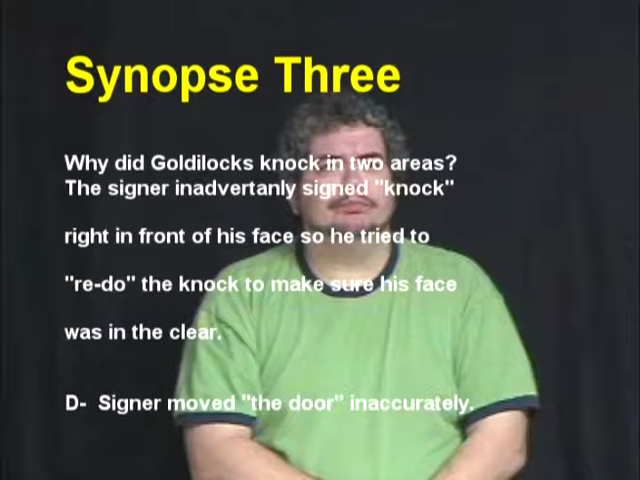 Synopse Three
Why did Goldilocks knock in two areas?
The signer inadvertanly signed "knock"
right in front of his face so he tried to
"re-do" the knock to make sure his face
was in the clear.
D- Signer moved "the door" inaccurately.